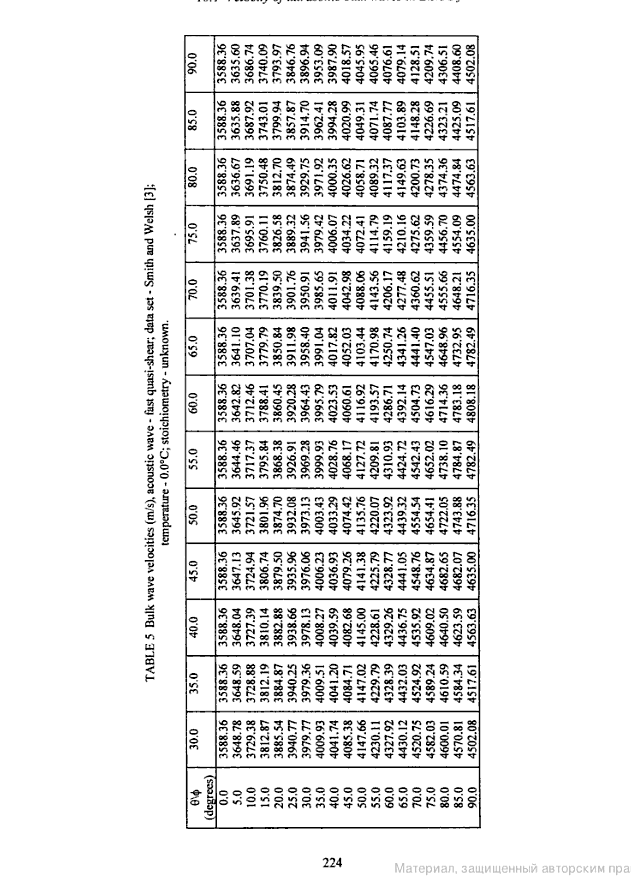 TABLE 5 Bulk wave velocities (m/s), acoustic wave - fast quasi-shear; data set - Smith and Welsh [3];
temperature - 0.0°C; stoichiometry - unknown.
θ\φ 30.0 35.0 40.0 45.0 50.0 55.0 60.0 65.0 70.0 75.0 80.0 85.0 90.0
(degrees)
0.0 3588.36 3588.36 3588.36 3588.36 3588.36 3588.36 3588.36 3588.36 3588.36 3588.36 3588.36 3588.36 3588.36
5.0 3648.78 3648.59 3648.04 3647.13 3645.92 3644.46 3642.82 3641.10 3639.41 3637.89 3636.67 3635.88 3635.60
10.0 3729.38 3728.88 3727.39 3724.94 3721.57 3717.37 3712.46 3707.04 3701.38 3695.91 3691.19 3687.92 3686.74
15.0 3812.87 3812.19 3810.14 3806.74 3801.96 3795.84 3788.41 3779.79 3770.19 3760.11 3750.48 3743.01 3740.09
20.0 3885.54 3884.87 3882.88 3879.50 3874.70 3868.38 3860.45 3850.84 3839.50 3826.58 3812.70 3799.94 3793.97
25.0 3940.77 3940.25 3938.66 3935.96 3932.08 3926.91 3920.28 3911.98 3901.76 3889.32 3874.49 3857.87 3846.76
30.0 3979.77 3979.36 3978.13 3976.06 3973.13 3969.28 3964.43 3958.40 3950.91 3941.56 3929.75 3914.70 3896.94
35.0 4009.93 4009.51 4008.27 4006.23 4003.43 3999.93 3995.79 3991.04 3985.65 3979.42 3971.92 3962.41 3953.09
40.0 4041.74 4041.20 4039.59 4036.93 4033.29 4028.76 4023.53 4017.82 4011.91 4006.07 4000.35 3994.28 3987.90
45.0 4085.38 4084.71 4082.68 4079.26 4074.42 4068.17 4060.61 4052.03 4042.98 4034.22 4026.62 4020.99 4018.57
50.0 4147.66 4147.02 4145.00 4141.38 4135.76 4127.72 4116.92 4103.44 4088.06 4072.41 4058.71 4049.31 4045.95
55.0 4230.11 4229.79 4228.61 4225.79 4220.07 4209.81 4193.57 4170.98 4143.56 4114.79 4089.32 4071.74 4065.46
60.0 4327.92 4328.39 4329.26 4328.77 4323.92 4310.93 4286.71 4250.74 4206.17 4159.19 4117.37 4087.77 4076.61
65.0 4430.12 4432.03 4436.75 4441.05 4439.32 4424.72 4392.14 4341.26 4277.48 4210.16 4149.63 4103.89 4079.14
70.0 4520.75 4524.92 4535.92 4548.76 4554.54 4542.43 4504.73 4441.40 4360.62 4275.62 4200.73 4148.28 4128.51
75.0 4582.03 4589.24 4609.02 4634.87 4654.41 4652.02 4616.29 4547.03 4455.51 4359.59 4278.35 4226.69 4209.74
80.0 4600.01 4610.59 4640.50 4682.65 4722.05 4738.10 4714.36 4648.96 4555.66 4456.70 4374.36 4323.21 4306.51
85.0 4570.81 4584.34 4623.59 4682.07 4743.88 4784.87 4783.18 4732.95 4648.21 4554.09 4474.84 4425.09 4408.60
90.0 4502.08 4517.61 4563.63 4635.00 4716.35 4782.49 4808.18 4782.49 4716.35 4635.00 4563.63 4517.61 4502.08
224
Материал, защищенный авторским пра